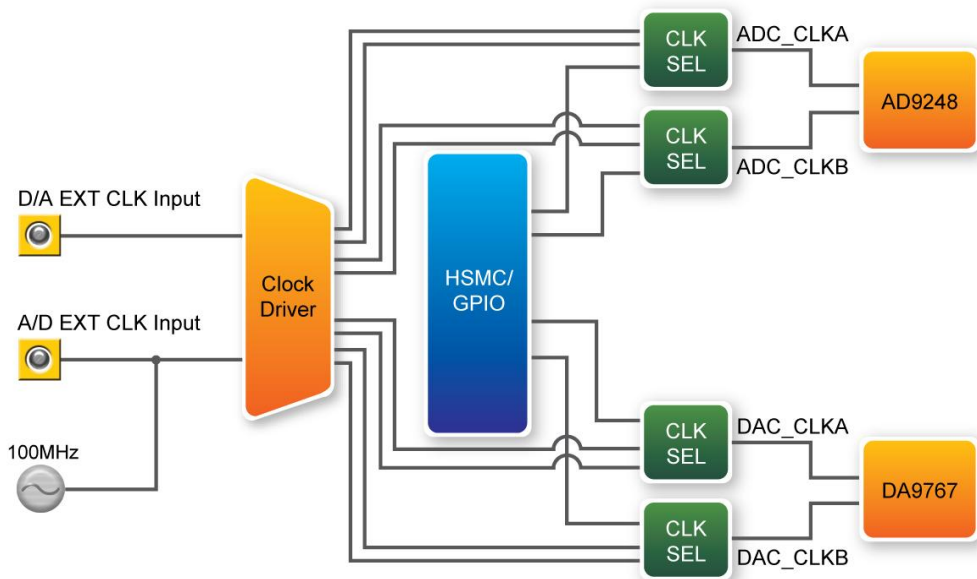 D/A EXT CLK Input
A/D EXT CLK Input
100MHz
Clock
Driver
HSMC/
GPIO
CLK
SEL
ADC_CLKA
CLK
SEL
ADC_CLKB
AD9248
CLK
SEL
DAC_CLKA
CLK
SEL
DAC_CLKB
DA9767